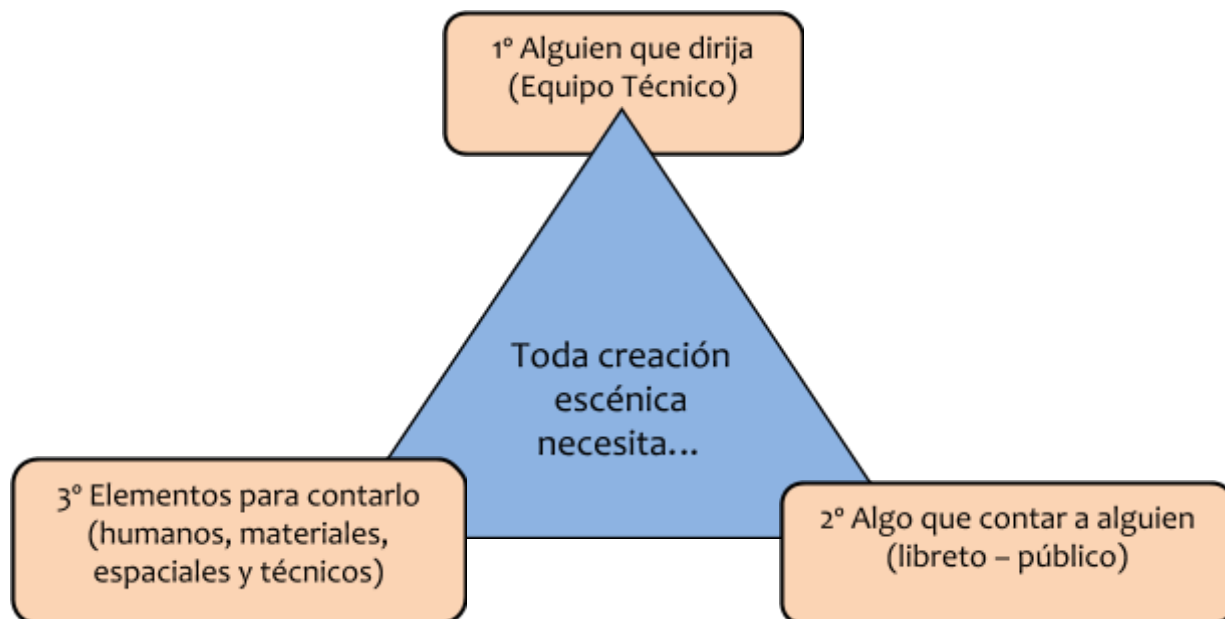 1º Alguien que dirija
(Equipo Técnico)
Toda creación
escénica
necesita...
3º Elementos para contarlo
(humanos, materiales,
espaciales y técnicos)
2º Algo que contar a alguien
(libreto – público)